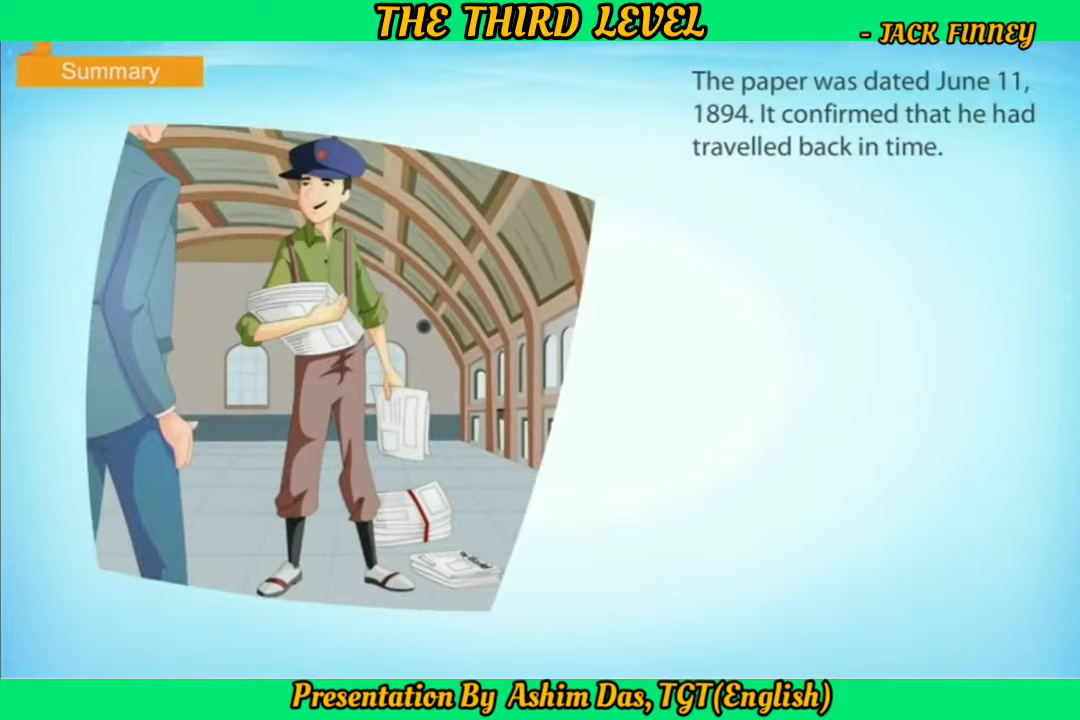 THE THIRD LEVEL
- JACK FINNEY
Summary
The paper was dated June 11,
1894. It confirmed that he had
travelled back in time.
Presentation By Ashim Das, TGT(English)